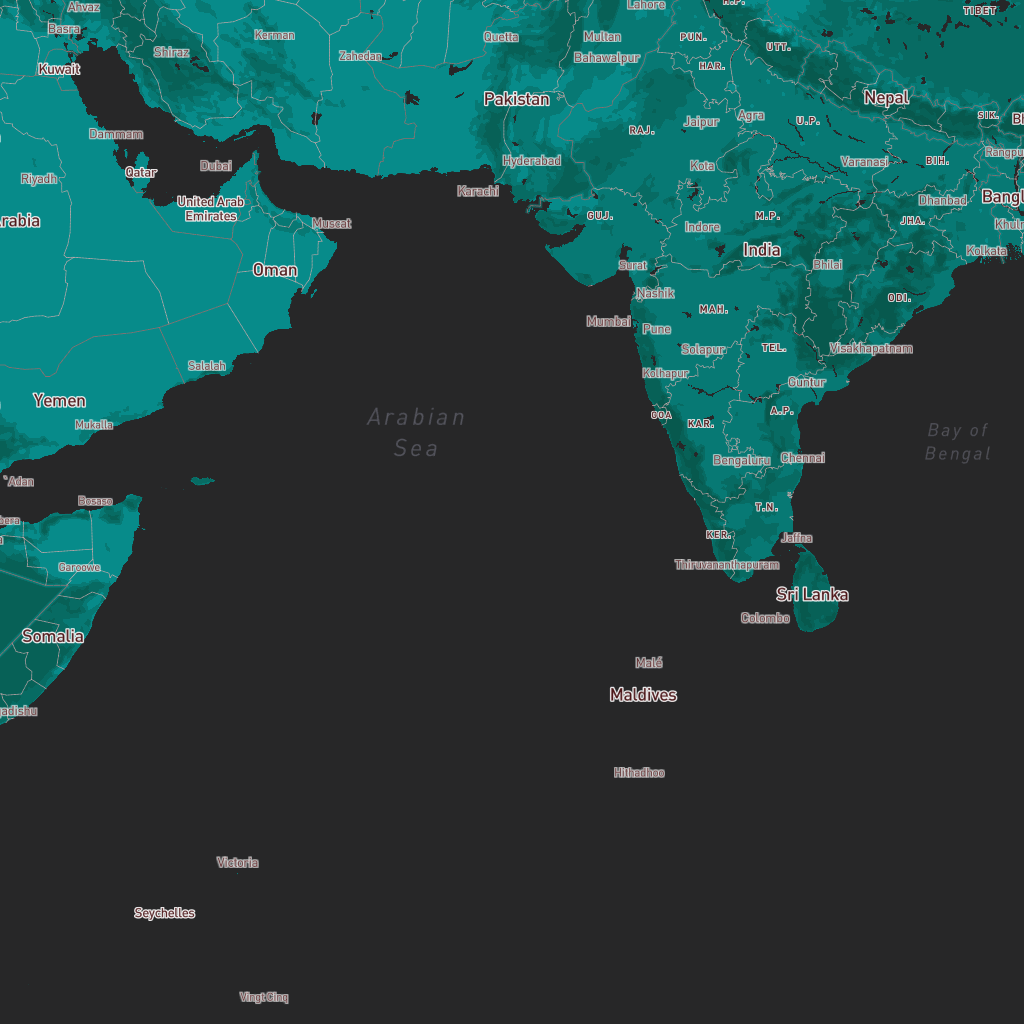 Ahvaz
Lahore
TIBET
Basra
Kerman
Quetta
Multan
PUN.
Shiraz
Zahedan
Bahawalpur
HAR.
UTT.
Kuwait
Pakistan
Nepal
Dammam
RAJ.
Jaipur
Agra
U.P.
SIK.
Dubai
Hyderabad
Kota
Varanasi
BIH.
Rangpu
Riyadh
Qatar
Karachi
United Arab
Emirates
Dhanbad
Bangl
rabia
Muscat
GUJ.
Indore
M.P.
JHA.
Khuln
Oman
Surat
India
Bhilai
Kolkata
Nashik
MAH.
ODI.
Mumbai
Pune
Solapur
TEL.
Visakhapatnam
Salalah
Kolhapur
Guntur
Yemen
Mukalla
Arabian
Sea
GOA
KAR.
A.P.
Bay of
Bengal
Bengaluru
Chennai
`Adan
Bosaso
T.N.
bera
KER.
Jaffna
Garoowe
Thiruvananthapuram
Sri Lanka
Colombo
Somalia
Malé
Maldives
adishu
Hithadhoo
Victoria
Seychelles
Vingt Cinq